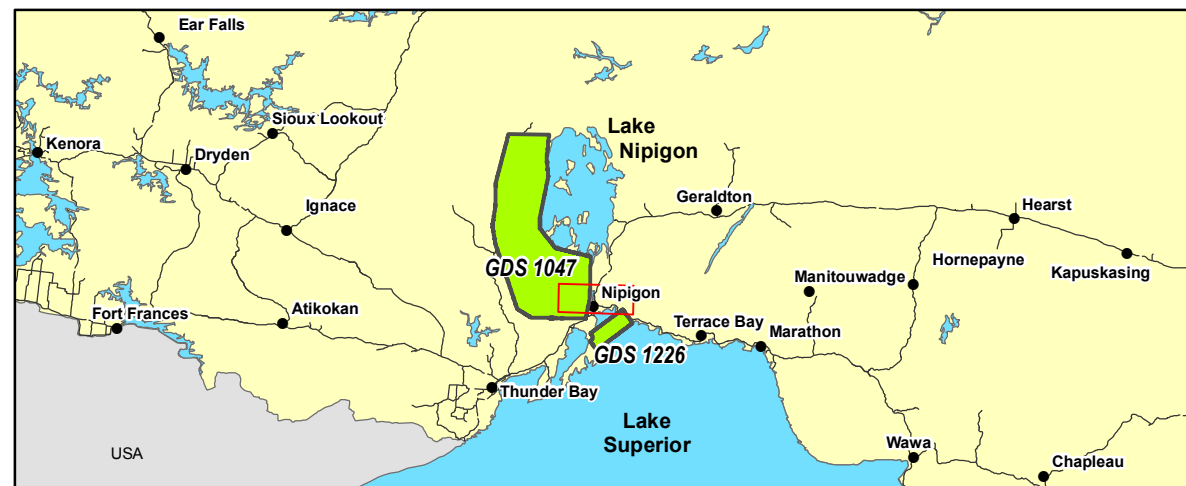 Ear Falls
Sioux Lookout
Lake
Nipigon
Kenora
Dryden
Geraldton
Ignace
Hearst
GDS 1047
Hornepayne
Manitouwadge
Kapuskasing
Nipigon
Fort Frances
Atikokan
Terrace Bay
Marathon
GDS 1226
Thunder Bay
Lake
Superior
USA
Wawa
Chapleau